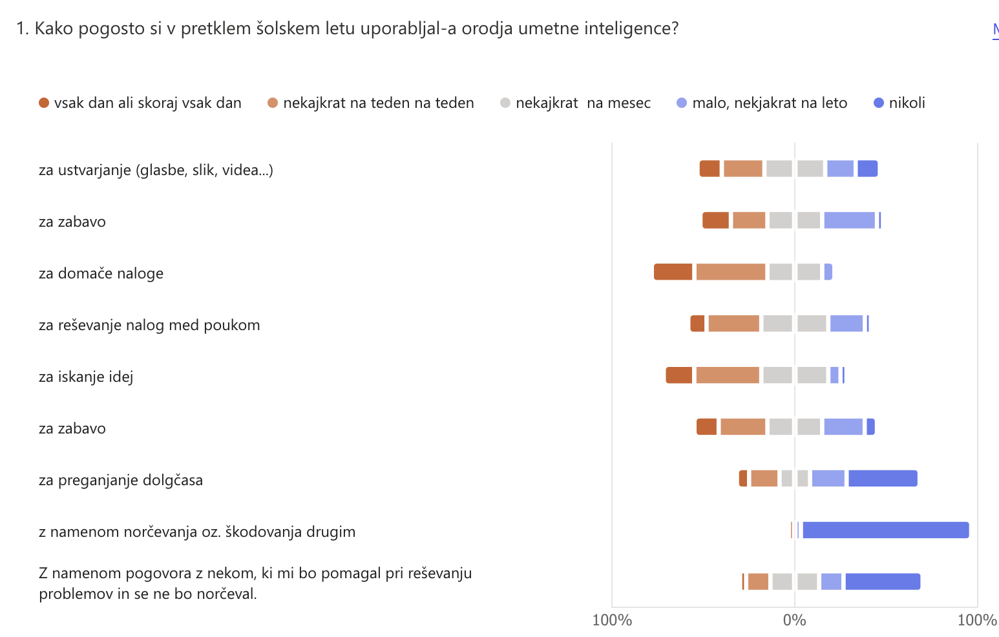 1. Kako pogosto si v pretklem šolskem letu uporabljal-a orodja umetne inteligence?
vsak dan ali skoraj vsak dan
nekajkrat na teden na teden
nekajkrat na mesec
malo, nekjakrat na leto
nikoli
za ustvarjanje (glasbe, slik, videa...)
za zabavo
za domače naloge
za reševanje nalog med poukom
za iskanje idej
za zabavo
za preganjanje dolgčasa
z namenom norčevanja oz. škodovanja drugim
Z namenom pogovora z nekom, ki mi bo pomagal pri reševanju
problemov in se ne bo norčeval.
100%
0%
100%